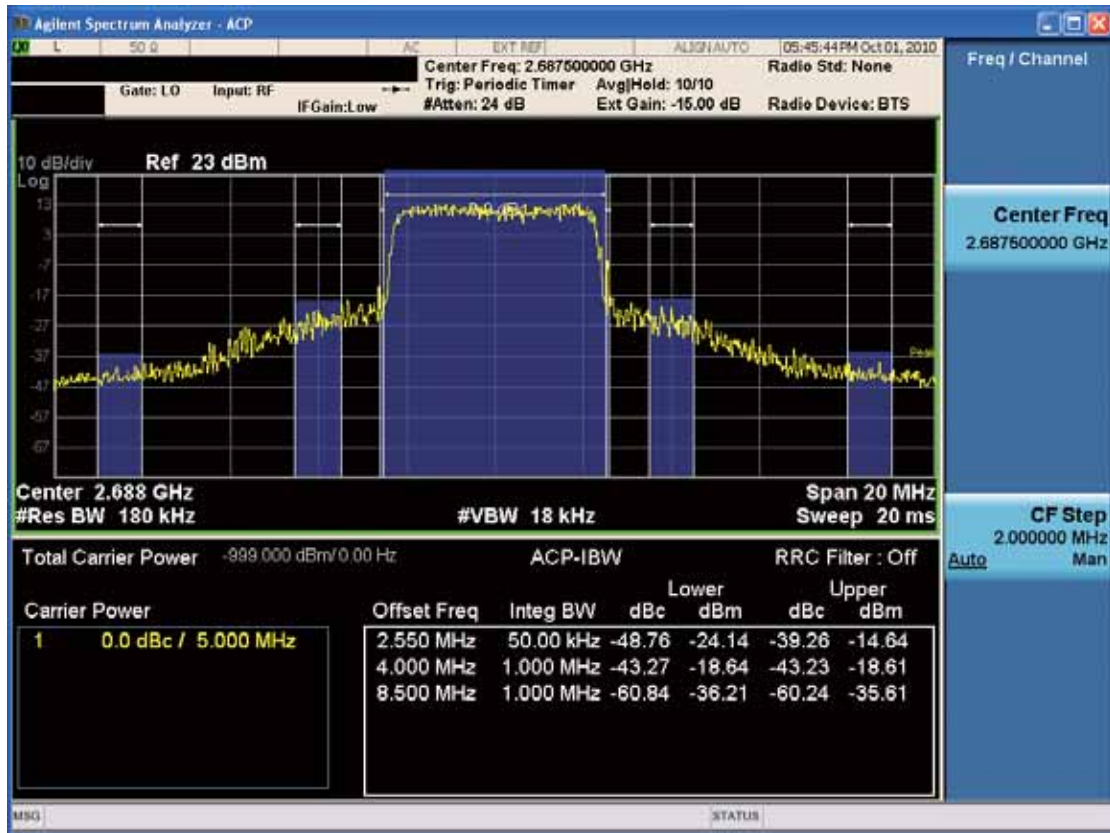 Agilent Spectrum Analyzer - ACP
L 50 Ω AC EXT REF ALIGN AUTO 05:45:44 PM Oct 01, 2010
Center Freq: 2.687500000 GHz Radio Std: None
Gate: LO Input: RF Trig: Periodic Timer Avg|Hold: 10/10
IFGain:Low #Atten: 24 dB Ext Gain: -15.00 dB Radio Device: BTS
10 dB/div Ref 23 dBm
Log
13
3
-7
-17
-27
-37
-47
-57
-67
Peak
Center 2.688 GHz Span 20 MHz
#Res BW 180 kHz #VBW 18 kHz Sweep 20 ms
Total Carrier Power -999.000 dBm/ 0.00 Hz ACP-IBW RRC Filter : Off
Lower Upper
Carrier Power Offset Freq Integ BW dBc dBm dBc dBm
1 0.0 dBc / 5.000 MHz 2.550 MHz 50.00 kHz -48.76 -24.14 -39.26 -14.64
4.000 MHz 1.000 MHz -43.27 -18.64 -43.23 -18.61
8.500 MHz 1.000 MHz -60.84 -36.21 -60.24 -35.61
MSG STATUS
Freq / Channel
Center Freq
2.687500000 GHz
CF Step
2.000000 MHz
Auto Man